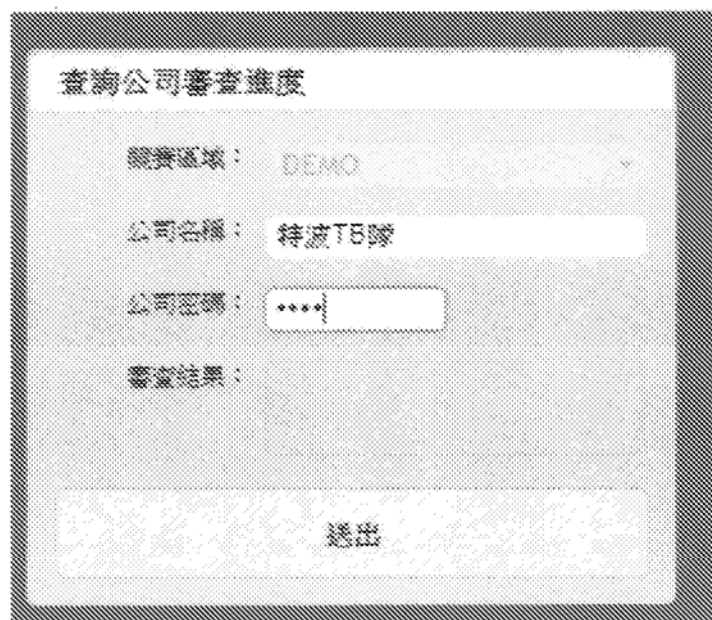 查詢公司審查進度
競賽區域： DEMO
公司名稱： 特波TB隊
公司密碼： ****
審查結果：
送出